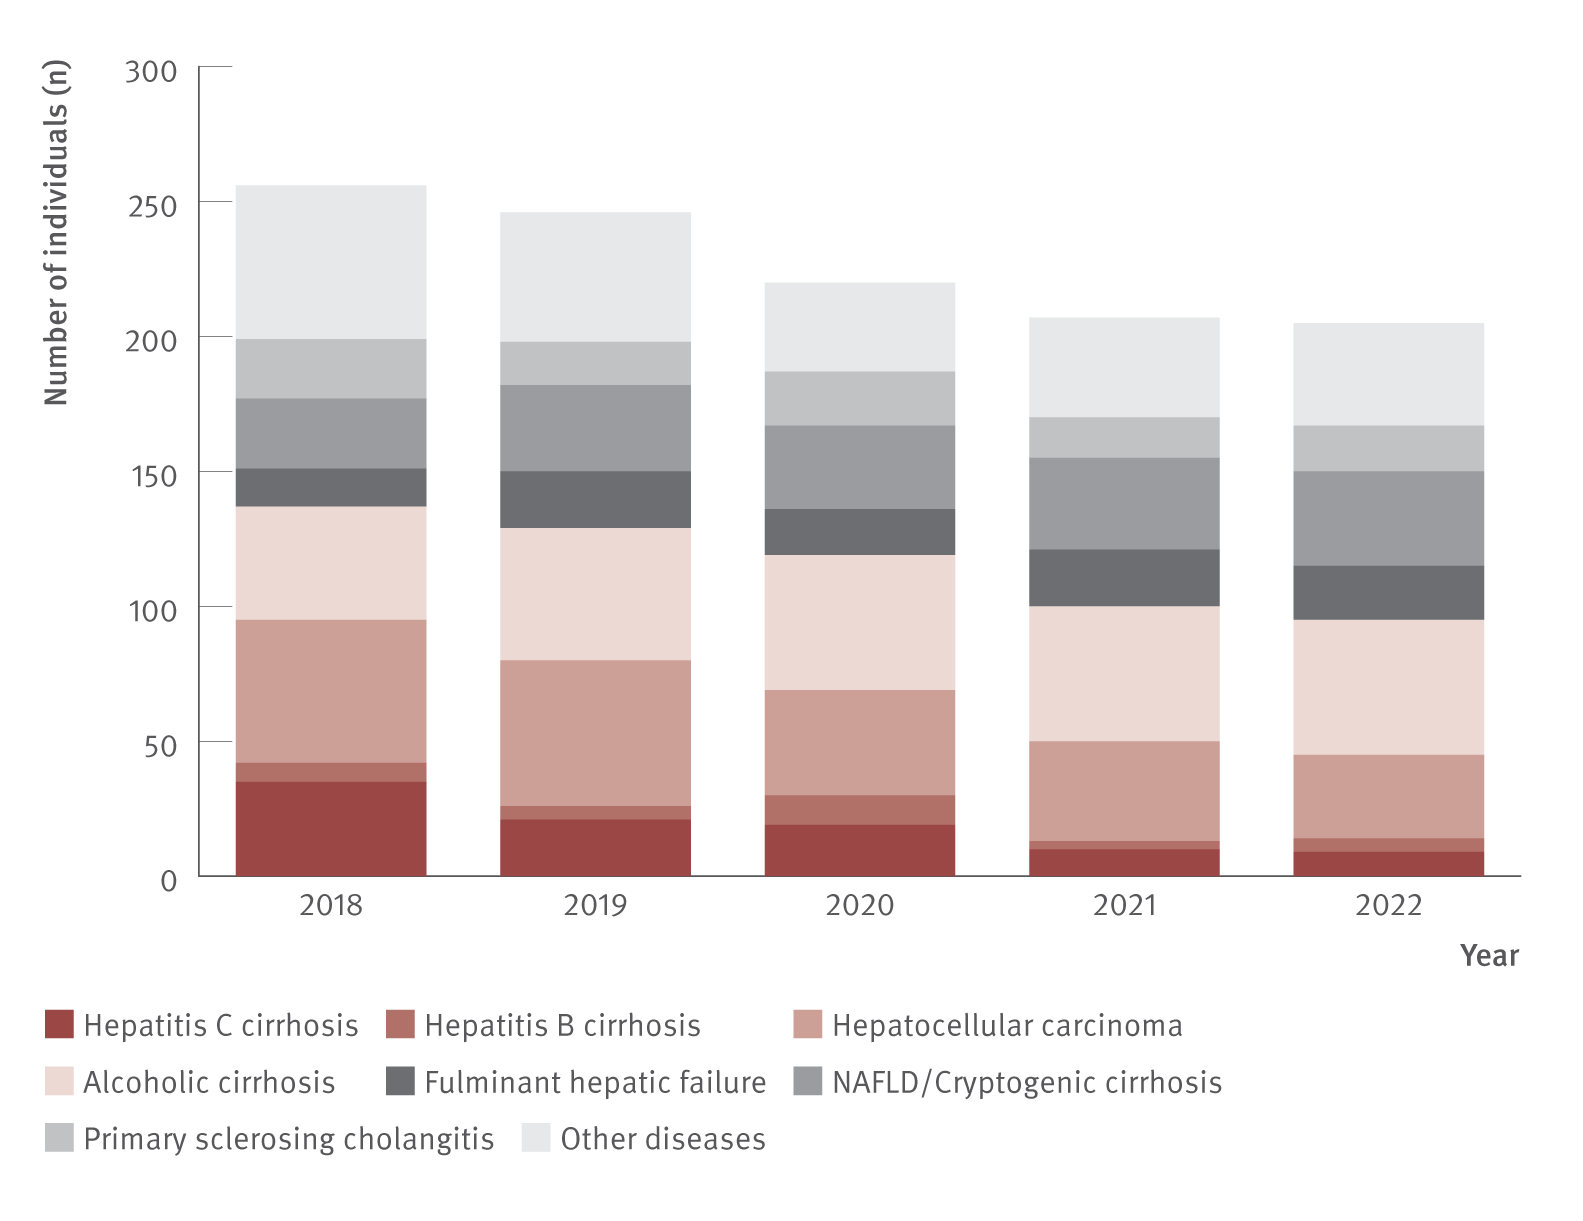 Number of individuals (n)
300
250
200
150
100
50
0
2018 2019 2020 2021 2022
Year
Hepatitis C cirrhosis Hepatitis B cirrhosis Hepatocellular carcinoma
Alcoholic cirrhosis Fulminant hepatic failure NAFLD/Cryptogenic cirrhosis
Primary sclerosing cholangitis Other diseases